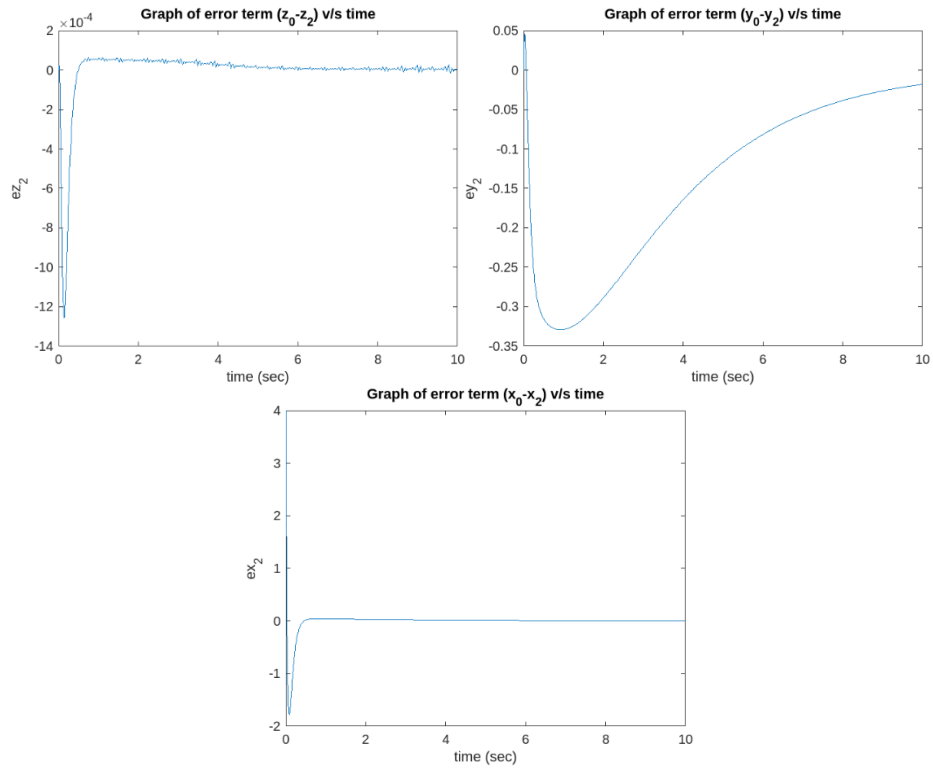 Graph of error term (z₀-z₂) v/s time
×10⁻⁴
2
0
-2
-4
-6
-8
-10
-12
-14
ez₂
0 2 4 6 8 10
time (sec)
Graph of error term (y₀-y₂) v/s time
0.05
0
-0.05
-0.1
-0.15
-0.2
-0.25
-0.3
-0.35
ey₂
0 2 4 6 8 10
time (sec)
Graph of error term (x₀-x₂) v/s time
4
3
2
1
0
-1
-2
ex₂
0 2 4 6 8 10
time (sec)